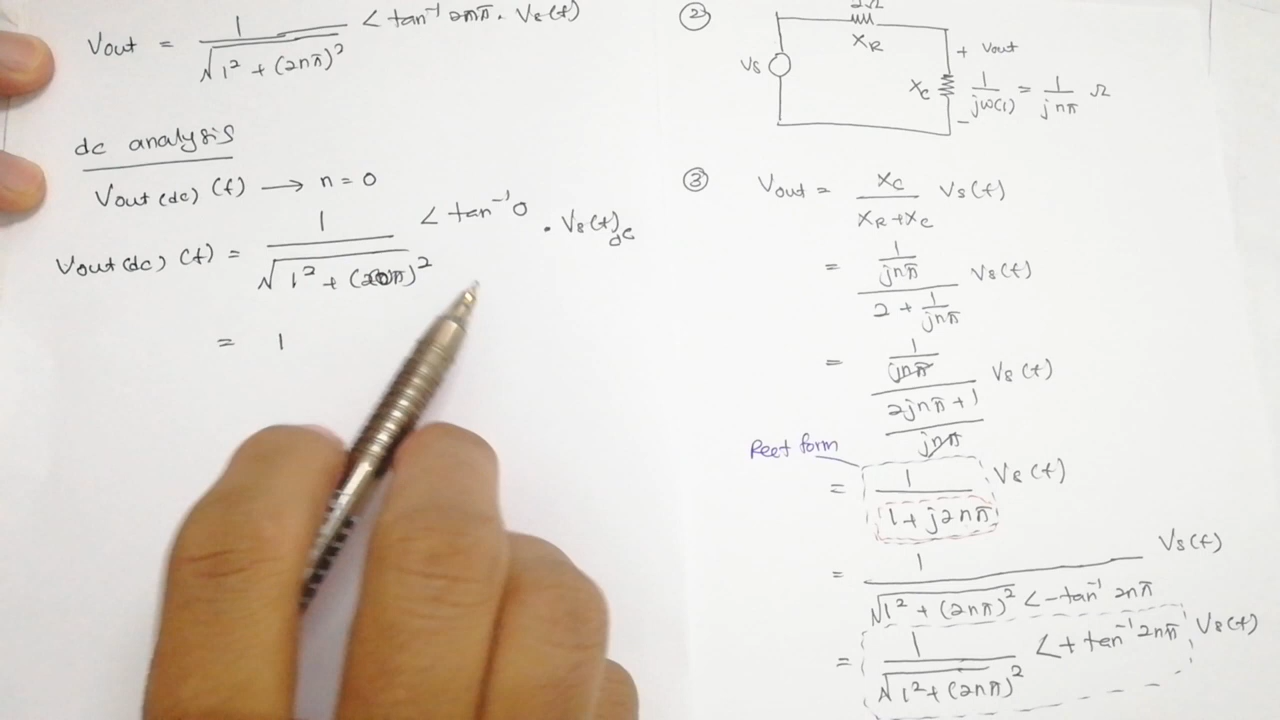 Vout = 1 / √1² + (2nπ)² < tan⁻¹ 2nπ . Vs(t)
dc analysis
Vout(dc) (t) → n = 0
Vout(dc) (t) = 1 / √1² + (2(0)π)² < tan⁻¹ 0 . Vs(t)dc
= 1
②
2Ω
XR
Vs
+ Vout
Xc 1/jω(1) = 1/jnπ Ω
−
③ Vout = Xc / XR + Xc Vs(t)
= 1/jnπ / 2 + 1/jnπ Vs(t)
= 1/jnπ / 2jnπ + 1 / jnπ Vs(t)
Rect form
= 1 / 1 + j2nπ Vs(t)
= 1 / √1² + (2nπ)² < -tan⁻¹ 2nπ Vs(t)
= 1 / √1² + (2nπ)² < + tan⁻¹ 2nπ Vs(t)